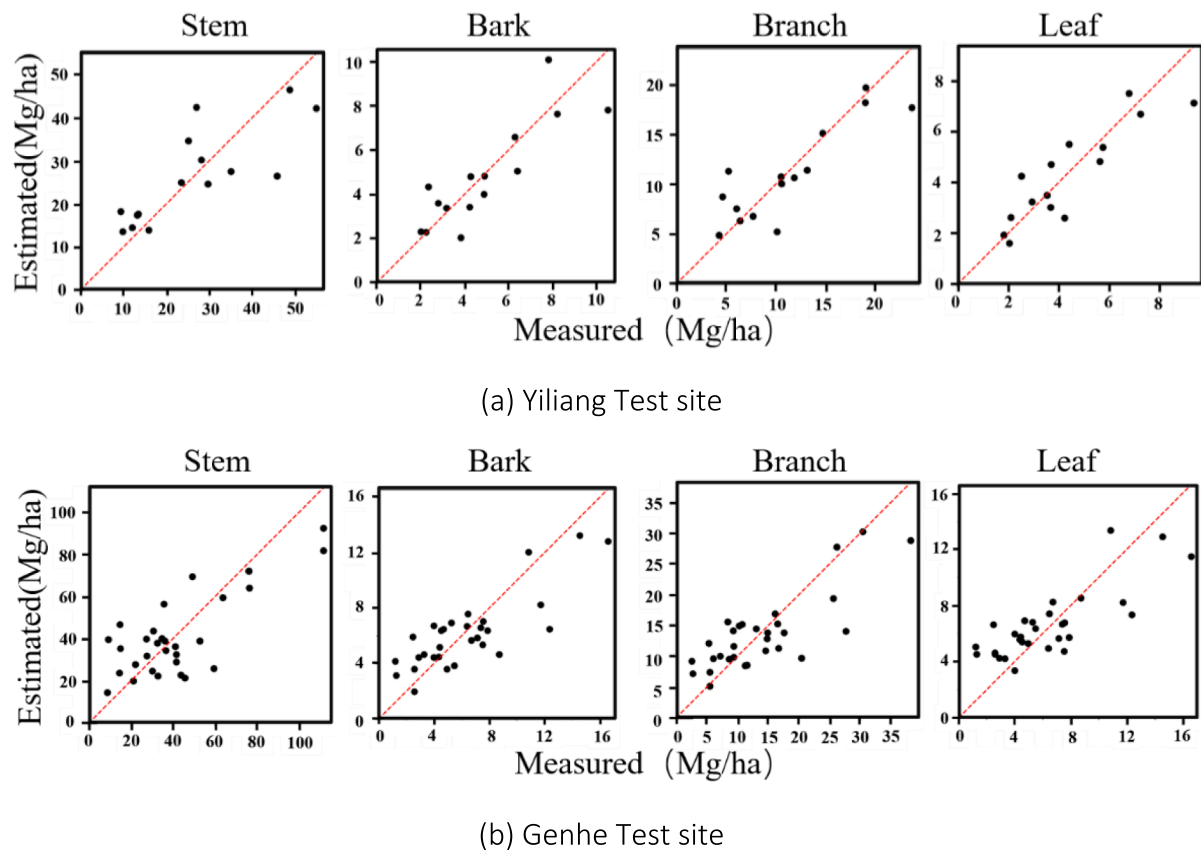 Stem Bark Branch Leaf
Estimated(Mg/ha)
50 40 30 20 10 0
0 10 20 30 40 50
10 8 6 4 2 0
0 2 4 6 8 10
20 15 10 5 0
0 5 10 15 20
8 6 4 2 0
0 2 4 6 8
Measured (Mg/ha)
(a) Yiliang Test site
Stem Bark Branch Leaf
Estimated(Mg/ha)
100 80 60 40 20 0
0 20 40 60 80 100
16 12 8 4 0
0 4 8 12 16
35 30 25 20 15 10 5 0
0 5 10 15 20 25 30 35
16 12 8 4 0
0 4 8 12 16
Measured (Mg/ha)
(b) Genhe Test site